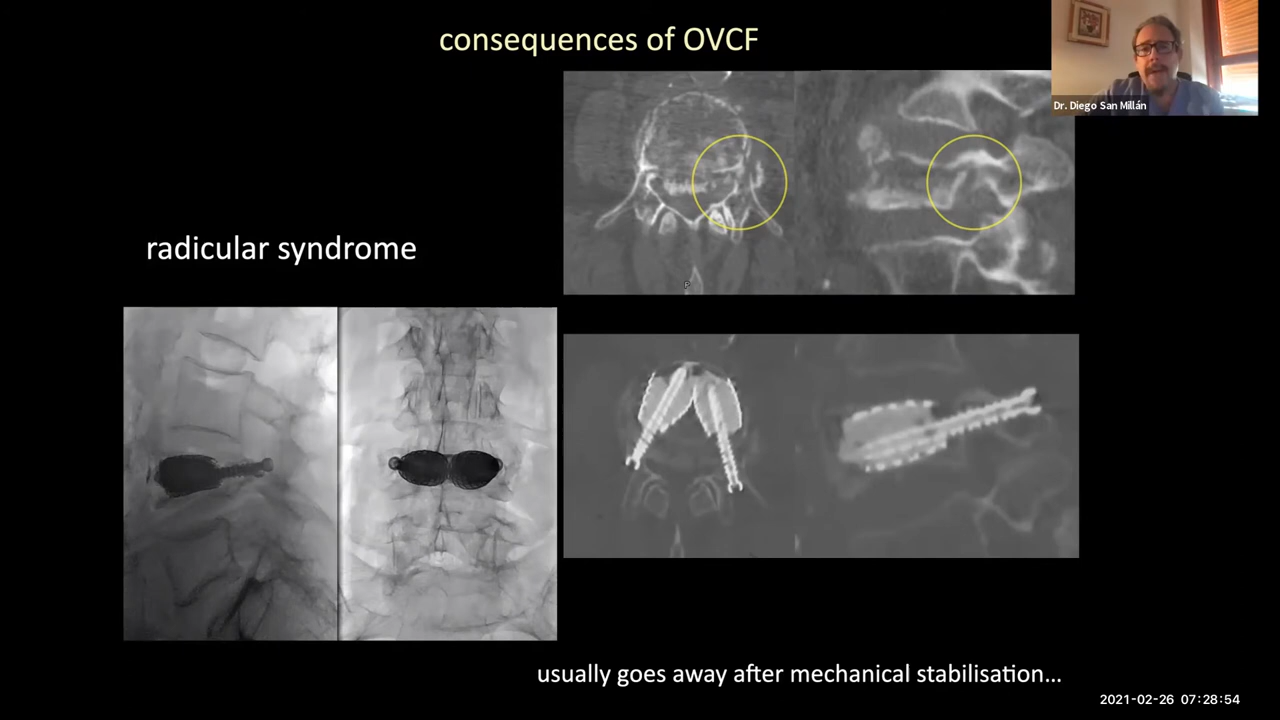 consequences of OVCF
Dr. Diego San Millán
radicular syndrome
P
usually goes away after mechanical stabilisation...
2021-02-26 07:28:54